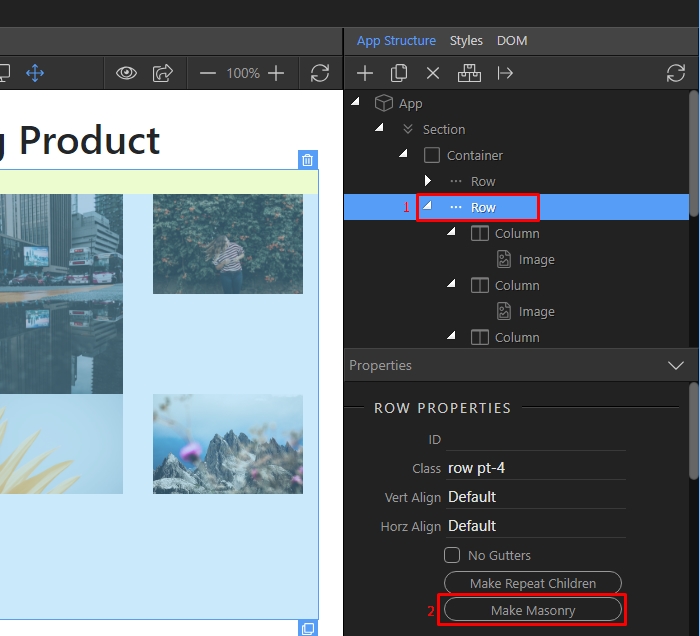 App Structure Styles DOM
100%
App
Section
Product
Container
Row
1 Row
Column
Image
Column
Image
Column
Properties
ROW PROPERTIES
ID
Class row pt-4
Vert Align Default
Horz Align Default
No Gutters
Make Repeat Children
2 Make Masonry